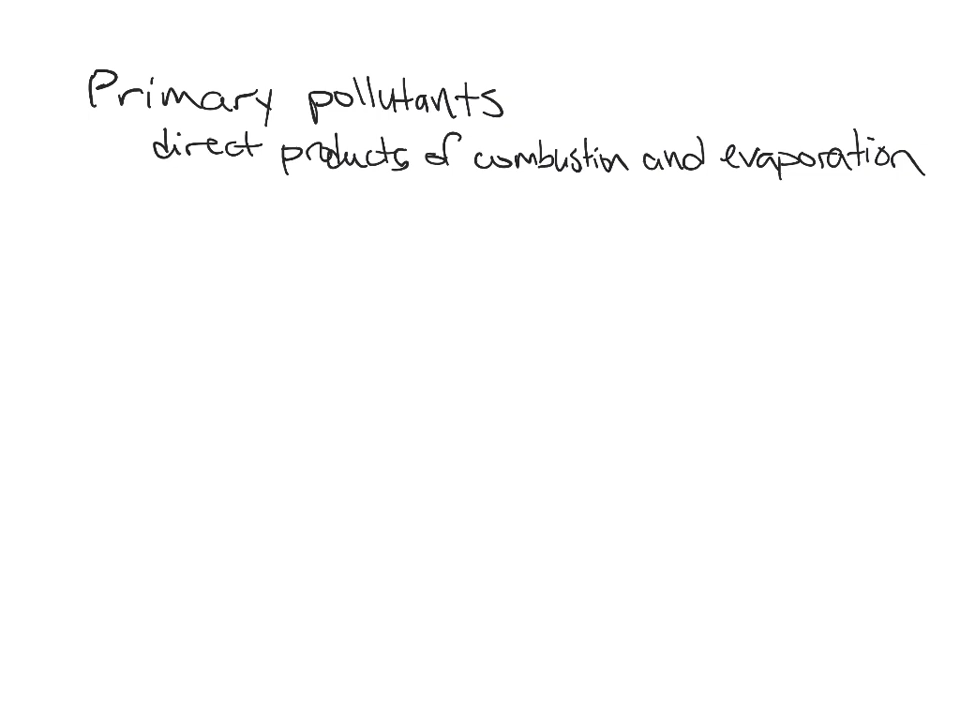 Primary pollutants
direct products of combustion and evaporation